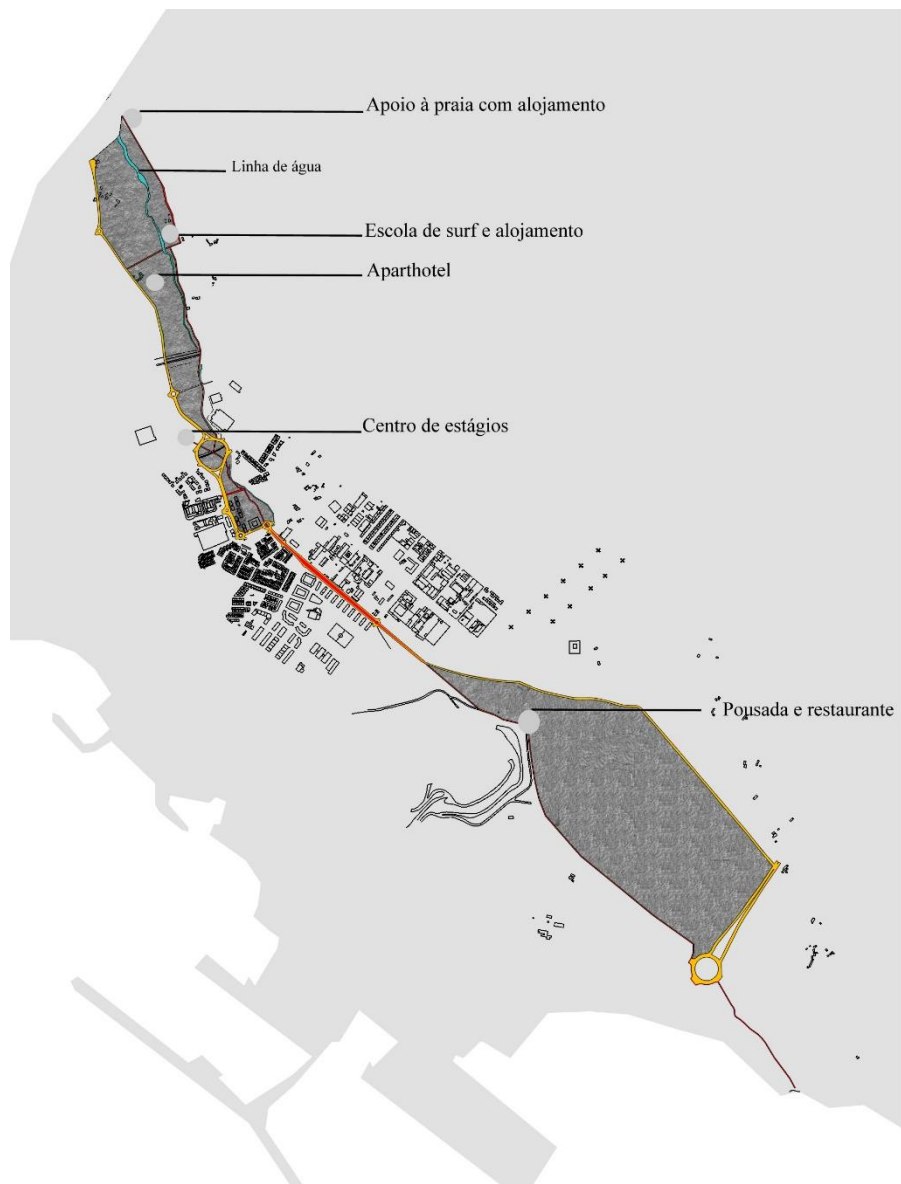 Apoio à praia com alojamento
Linha de água
Escola de surf e alojamento
Aparthotel
Centro de estágios
Pousada e restaurante